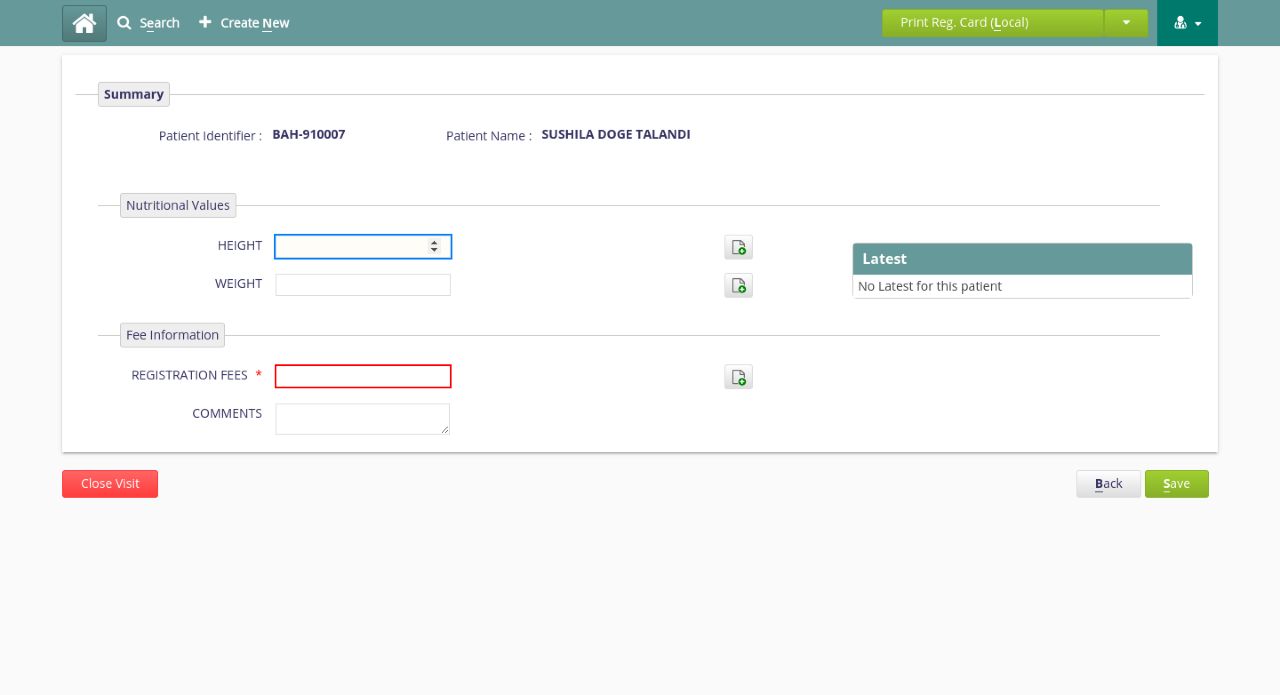 Search
Create New
Print Reg. Card (Local)
Summary
Patient Identifier : BAH-910007 Patient Name : SUSHILA DOGE TALANDI
Nutritional Values
HEIGHT
WEIGHT
Latest
No Latest for this patient
Fee Information
REGISTRATION FEES *
COMMENTS
Close Visit
Back
Save